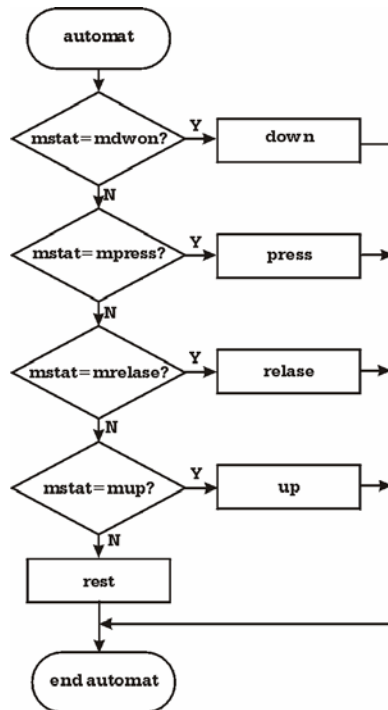 automat
mstat=mdwon?
Y
down
N
mstat=mpress?
Y
press
N
mstat=mrelase?
Y
relase
N
mstat=mup?
Y
up
N
rest
end automat